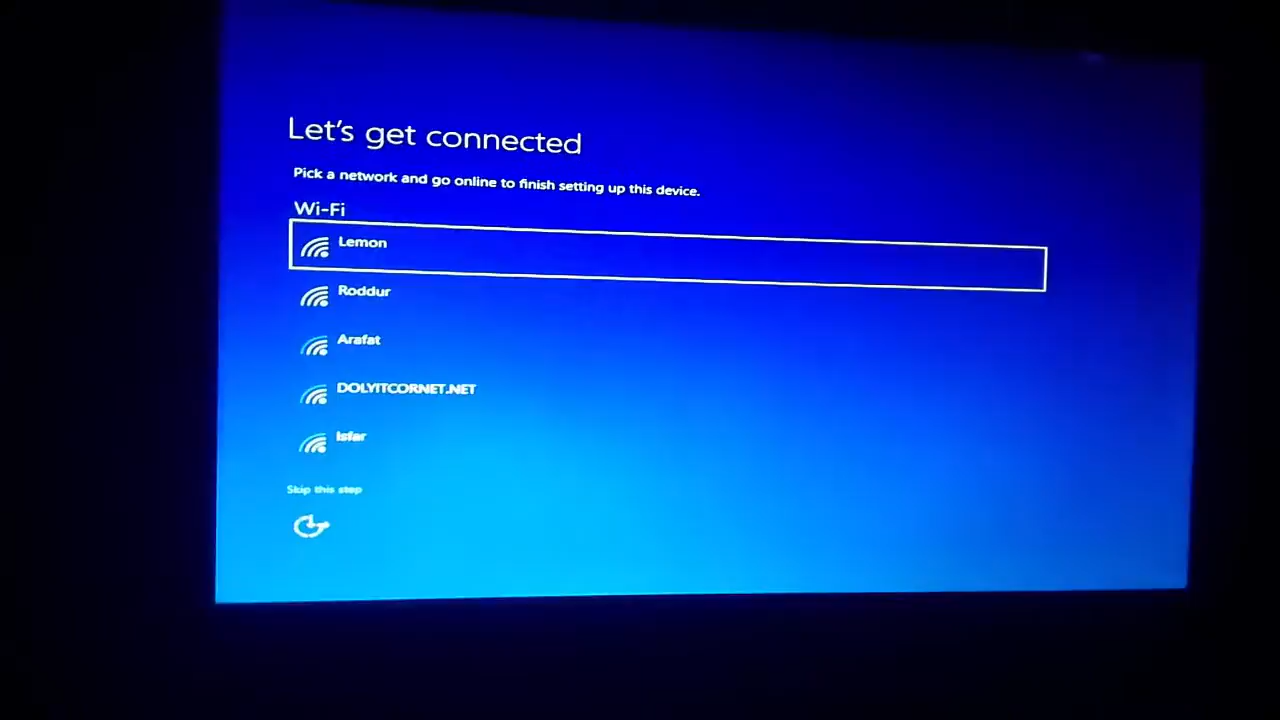 Let's get connected
Pick a network and go online to finish setting up this device.
Wi-Fi
Lemon
Roddur
Arafat
DOLYITCORNET.NET
Isfar
Skip this step